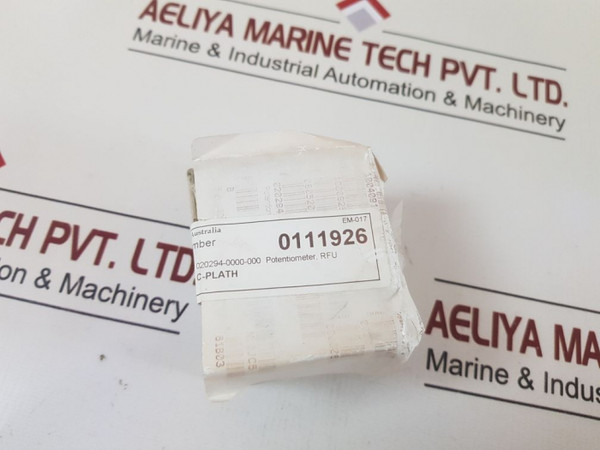 AELIYA MARINE TECH PVT. LTD.
Marine & Industrial Automation & Machinery
CH PVT. LTD.
ation & Machinery
AELIYA MA
Marine & Indus
Australia
EM-017
mber
0111926
020294-0000-000 Potentiometer. RFU
C-PLATH